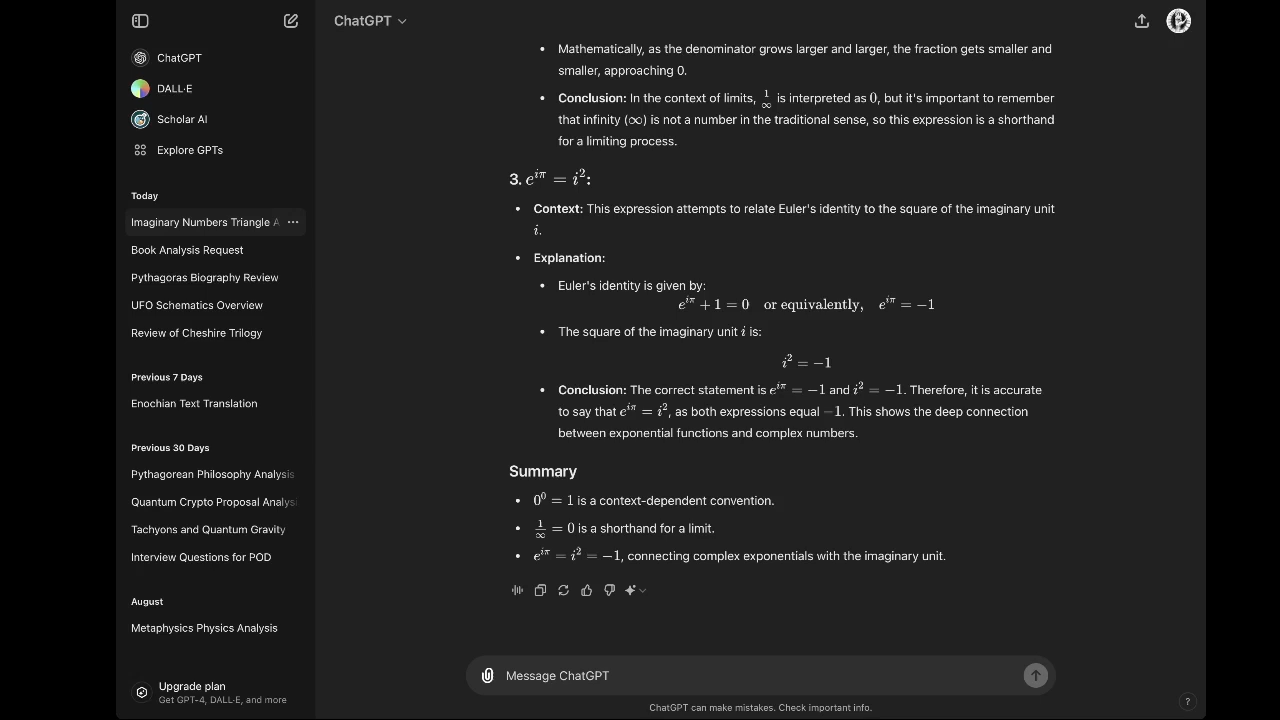 ChatGPT
DALL·E
Scholar AI
Explore GPTs
Today
Imaginary Numbers Triangle A
Book Analysis Request
Pythagoras Biography Review
UFO Schematics Overview
Review of Cheshire Trilogy
Previous 7 Days
Enochian Text Translation
Previous 30 Days
Pythagorean Philosophy Analysis
Quantum Crypto Proposal Analysi
Tachyons and Quantum Gravity
Interview Questions for POD
August
Metaphysics Physics Analysis
Upgrade plan
Get GPT-4, DALL·E, and more
ChatGPT
• Mathematically, as the denominator grows larger and larger, the fraction gets smaller and
smaller, approaching 0.
• Conclusion: In the context of limits, 1/∞ is interpreted as 0, but it's important to remember
that infinity (∞) is not a number in the traditional sense, so this expression is a shorthand
for a limiting process.
3. e^{iπ} = i²:
• Context: This expression attempts to relate Euler's identity to the square of the imaginary unit
i.
• Explanation:
• Euler's identity is given by:
e^{iπ} + 1 = 0 or equivalently, e^{iπ} = −1
• The square of the imaginary unit i is:
i² = −1
• Conclusion: The correct statement is e^{iπ} = −1 and i² = −1. Therefore, it is accurate
to say that e^{iπ} = i², as both expressions equal −1. This shows the deep connection
between exponential functions and complex numbers.
Summary
• 0⁰ = 1 is a context-dependent convention.
• 1/∞ = 0 is a shorthand for a limit.
• e^{iπ} = i² = −1, connecting complex exponentials with the imaginary unit.
Message ChatGPT
ChatGPT can make mistakes. Check important info.
?